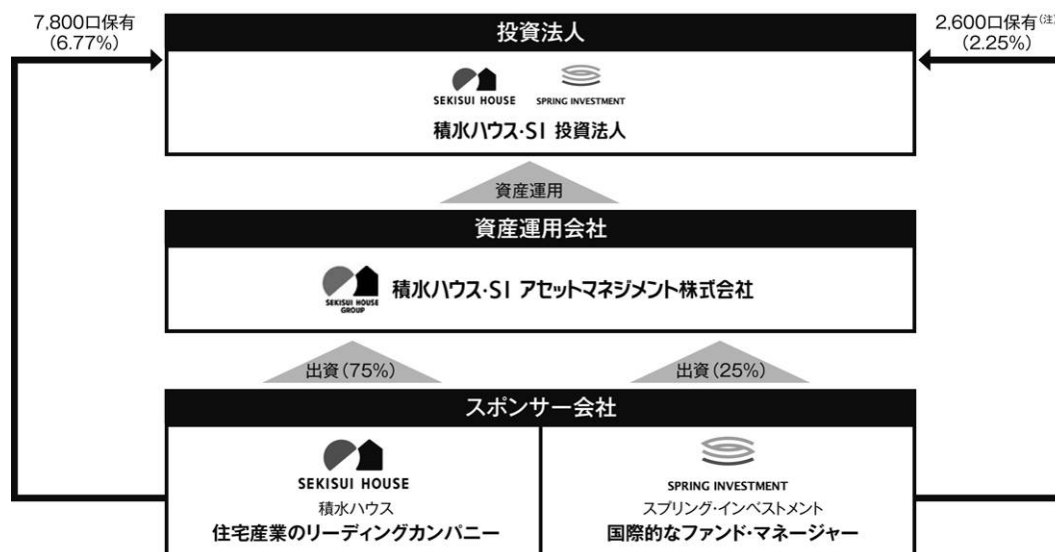 7,800口保有
(6.77%)
2,600口保有(注)
(2.25%)
投資法人
SEKISUI HOUSE
SPRING INVESTMENT
積水ハウス・SI 投資法人
資産運用
資産運用会社
SEKISUI HOUSE
GROUP
積水ハウス・SI アセットマネジメント株式会社
出資(75%)
出資(25%)
スポンサー会社
SEKISUI HOUSE
積水ハウス
住宅産業のリーディングカンパニー
SPRING INVESTMENT
スプリング・インベストメント
国際的なファンド・マネージャー